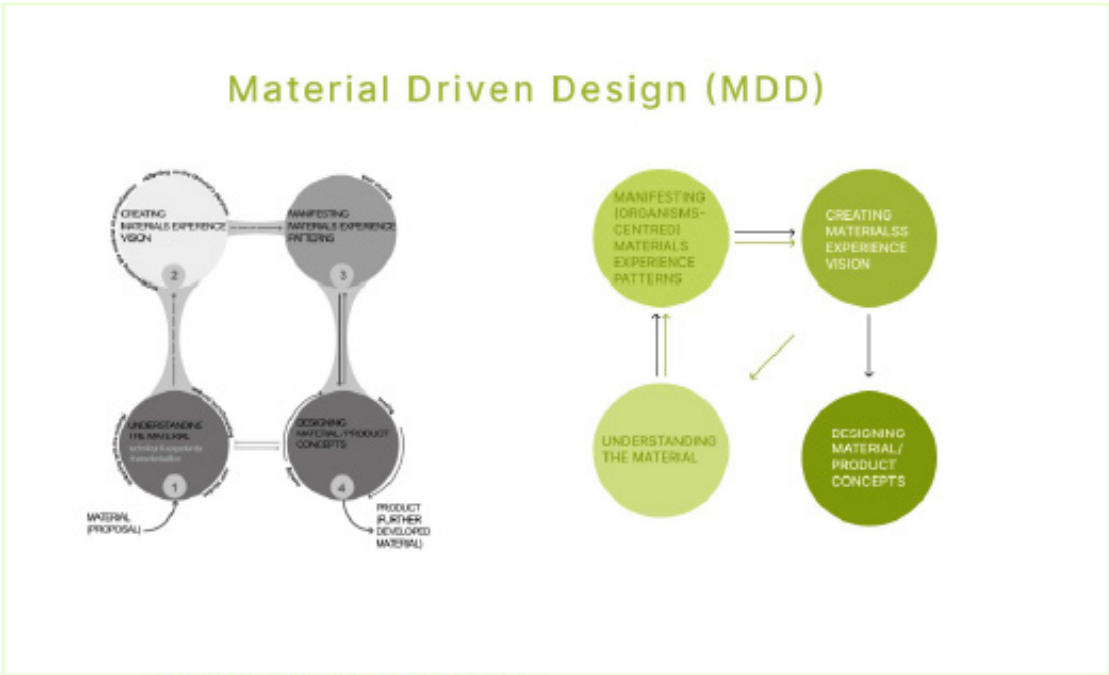 Material Driven Design (MDD)
CREATING
MATERIALS EXPERIENCE
VISION
2
MANIFESTING
MATERIALS EXPERIENCE
PATTERNS
3
UNDERSTANDING
THE MATERIAL
1
DESIGNING
MATERIAL/PRODUCT
CONCEPTS
4
MATERIAL
(PROPOSAL)
PRODUCT
(FURTHER
DEVELOPED
MATERIAL)
MANIFESTING
(ORGANISMS-
CENTRED)
MATERIALS
EXPERIENCE
PATTERNS
CREATING
MATERIALSS
EXPERIENCE
VISION
UNDERSTANDING
THE MATERIAL
DESIGNING
MATERIAL/
PRODUCT
CONCEPTS